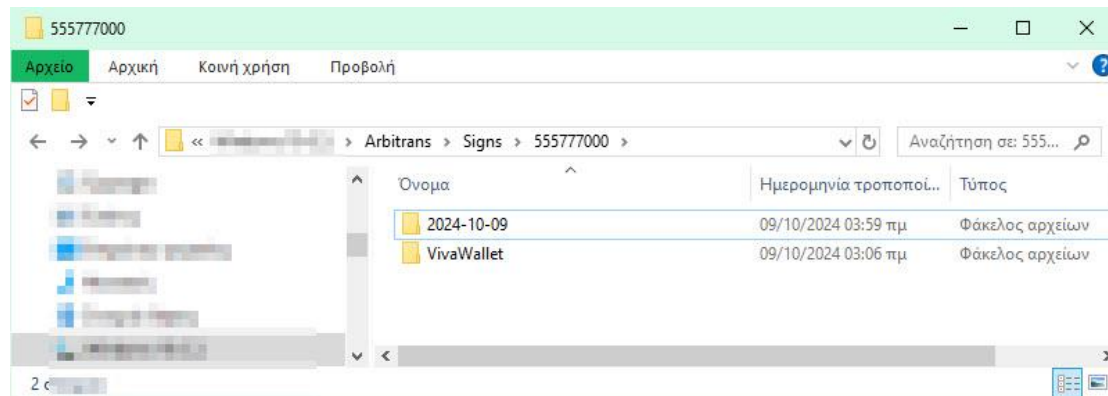 555777000
Αρχείο Αρχική Κοινή χρήση Προβολή
« > Arbitrans > Signs > 555777000 > Αναζήτηση σε: 555...
Όνομα Ημερομηνία τροποποί... Τύπος
2024-10-09 09/10/2024 03:59 πμ Φάκελος αρχείων
VivaWallet 09/10/2024 03:06 πμ Φάκελος αρχείων
2